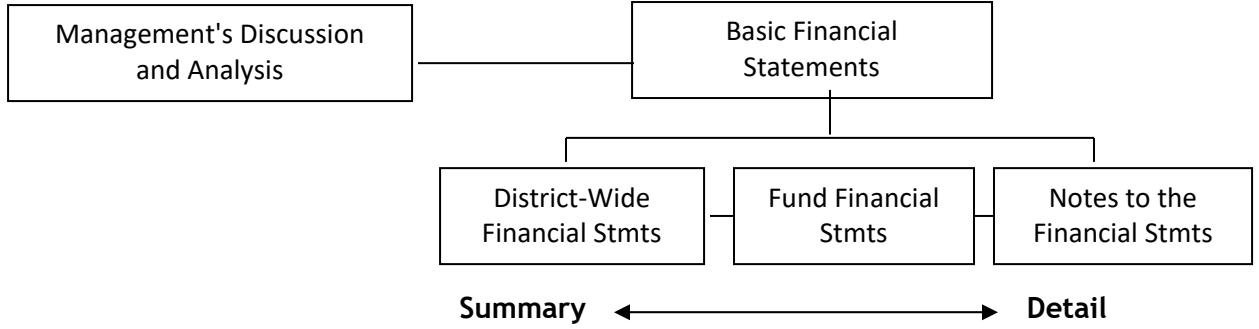 Management's Discussion
and Analysis
Basic Financial
Statements
District-Wide
Financial Stmts
Fund Financial
Stmts
Notes to the
Financial Stmts
Summary
Detail